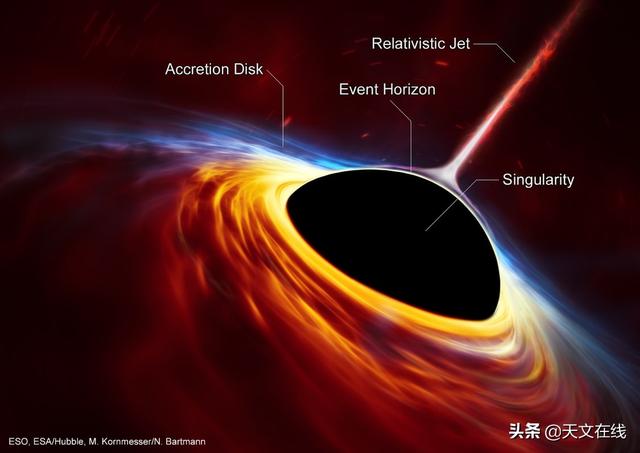 Relativistic Jet
Accretion Disk
Event Horizon
Singularity
ESO, ESA/Hubble, M. Kornmesser/N. Bartmann
头条 @天文在线